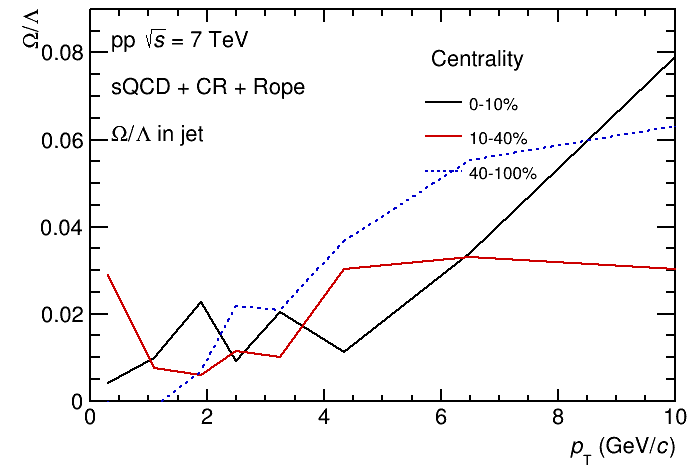 Ω/Λ
pp √s = 7 TeV
sQCD + CR + Rope
Ω/Λ in jet
Centrality
0-10%
10-40%
40-100%
0.08
0.06
0.04
0.02
0
0 2 4 6 8 10
pT (GeV/c)